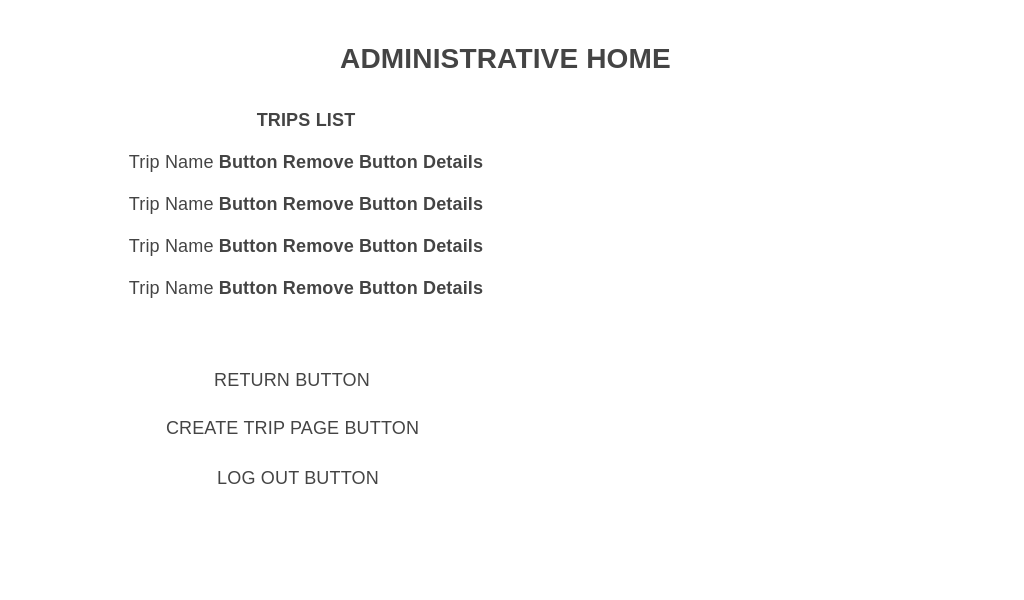 ADMINISTRATIVE HOME
TRIPS LIST
Trip Name Button Remove Button Details
Trip Name Button Remove Button Details
Trip Name Button Remove Button Details
Trip Name Button Remove Button Details
RETURN BUTTON
CREATE TRIP PAGE BUTTON
LOG OUT BUTTON